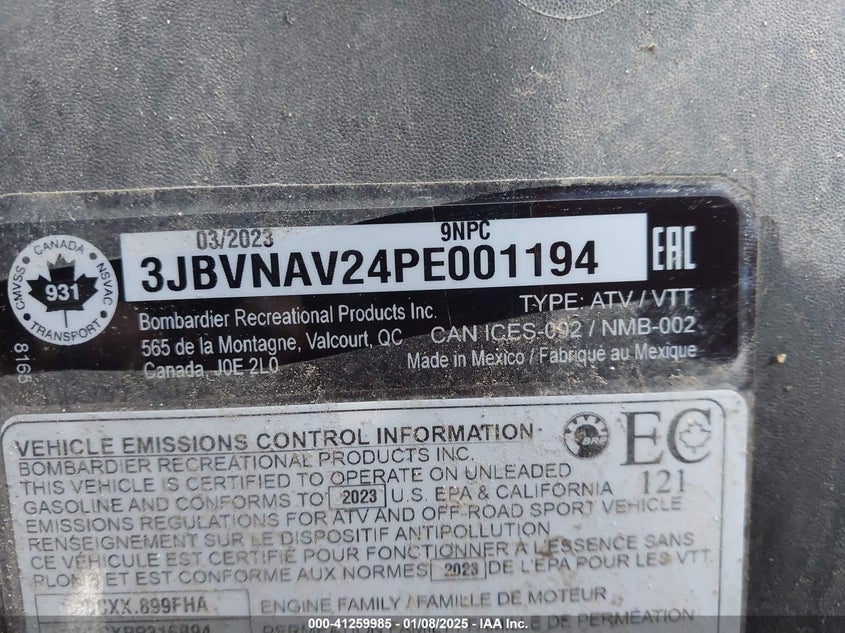 03/2023 9NPC
3JBVNAV24PE001194
EAC
CMVSS · CANADA · NSVAC
931
TRANSPORT
8165
TYPE: ATV / VTT
Bombardier Recreational Products Inc.
565 de la Montagne, Valcourt, QC
Canada, J0E 2L0
CAN ICES-002 / NMB-002
Made in Mexico / Fabriqué au Mexique
VEHICLE EMISSIONS CONTROL INFORMATION
BRP
EC
121
BOMBARDIER RECREATIONAL PRODUCTS INC.
THIS VEHICLE IS CERTIFIED TO OPERATE ON UNLEADED
GASOLINE AND CONFORMS TO 2023 U.S. EPA & CALIFORNIA
EMISSIONS REGULATIONS FOR ATV AND OFF ROAD SPORT VEHICLE
RENSEIGNEMENT SUR LE DISPOSITIF ANTIPOLLUTION
CE VÉHICULE EST CERTIFIÉ POUR FONCTIONNER À L'ESSENCE SANS
PLOMB ET EST CONFORME AUX NORMES 2023 DE L'EPA POUR LES VTT
CXX.899FHA
ENGINE FAMILY / FAMILLE DE MOTEUR
000-41259985 - 01/08/2025 - IAAI.COM